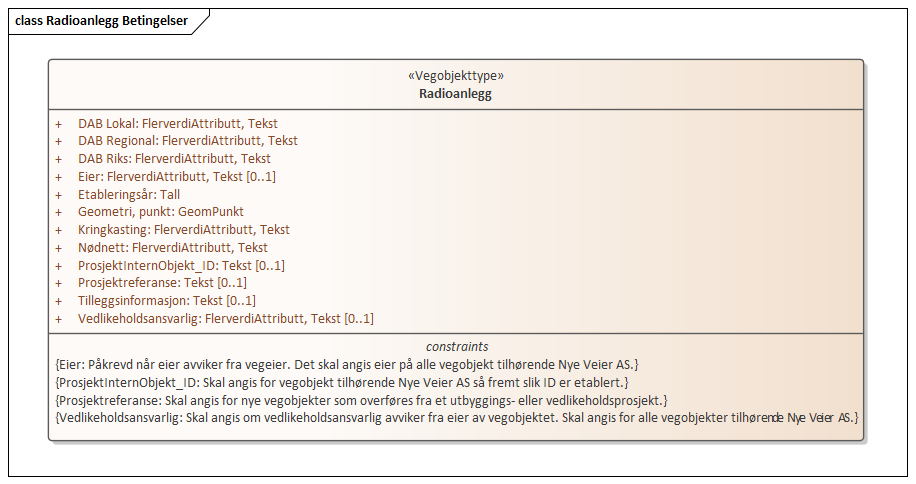 class Radioanlegg Betingelser
«Vegobjekttype»
Radioanlegg
+ DAB Lokal: FlerverdiAttributt, Tekst
+ DAB Regional: FlerverdiAttributt, Tekst
+ DAB Riks: FlerverdiAttributt, Tekst
+ Eier: FlerverdiAttributt, Tekst [0..1]
+ Etableringsår: Tall
+ Geometri, punkt: GeomPunkt
+ Kringkasting: FlerverdiAttributt, Tekst
+ Nødnett: FlerverdiAttributt, Tekst
+ ProsjektInternObjekt_ID: Tekst [0..1]
+ Prosjektreferanse: Tekst [0..1]
+ Tilleggsinformasjon: Tekst [0..1]
+ Vedlikeholdsansvarlig: FlerverdiAttributt, Tekst [0..1]
constraints
{Eier: Påkrevd når eier avviker fra vegeier. Det skal angis eier på alle vegobjekt tilhørende Nye Veier AS.}
{ProsjektInternObjekt_ID: Skal angis for vegobjekt tilhørende Nye Veier AS så fremt slik ID er etablert.}
{Prosjektreferanse: Skal angis for nye vegobjekter som overføres fra et utbyggings- eller vedlikeholdsprosjekt.}
{Vedlikeholdsansvarlig: Skal angis om vedlikeholdsansvarlig avviker fra eier av vegobjektet. Skal angis for alle vegobjekter tilhørende Nye Veier AS.}